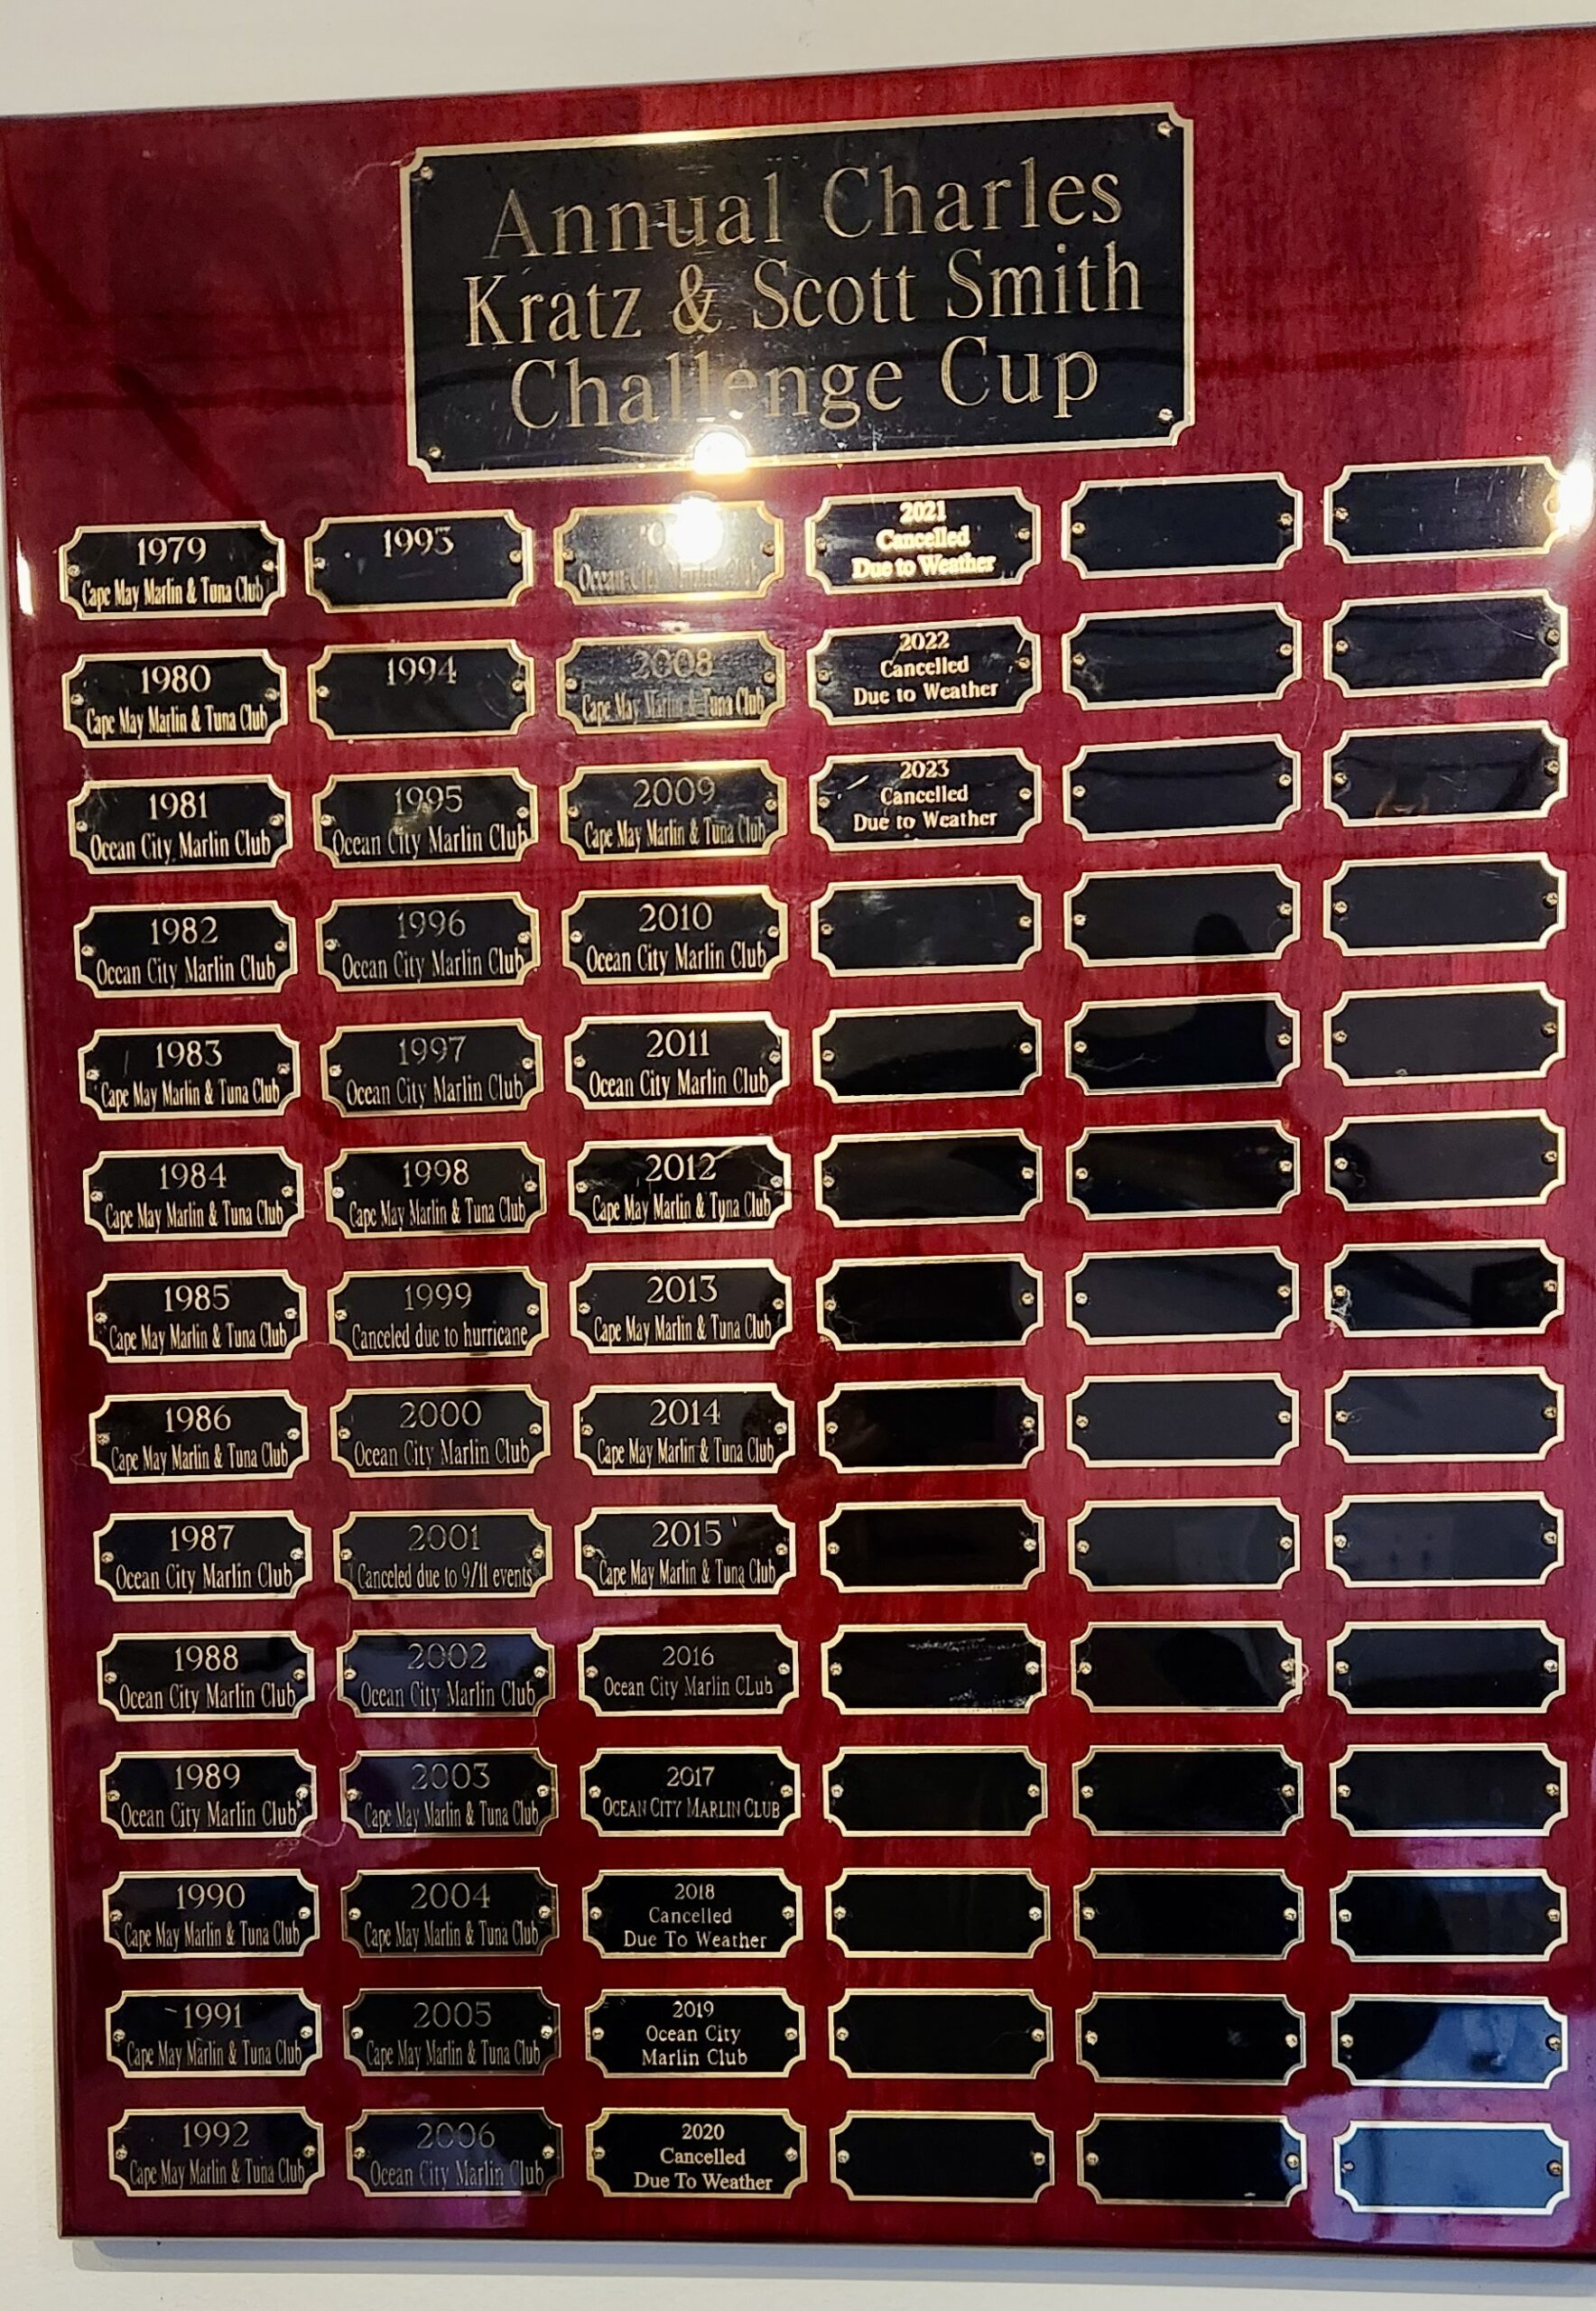 Annual Charles
Kratz & Scott Smith
Challenge Cup
1979
Cape May Marlin & Tuna Club
1980
Cape May Marlin & Tuna Club
1981
Ocean City Marlin Club
1982
Ocean City Marlin Club
1983
Cape May Marlin & Tuna Club
1984
Cape May Marlin & Tuna Club
1985
Cape May Marlin & Tuna Club
1986
Cape May Marlin & Tuna Club
1987
Ocean City Marlin Club
1988
Ocean City Marlin Club
1989
Ocean City Marlin Club
1990
Cape May Marlin & Tuna Club
1991
Cape May Marlin & Tuna Club
1992
Cape May Marlin & Tuna Club
1993
1994
1995
Ocean City Marlin Club
1996
Ocean City Marlin Club
1997
Ocean City Marlin Club
1998
Cape May Marlin & Tuna Club
1999
Canceled due to hurricane
2000
Ocean City Marlin Club
2001
Canceled due to 9/11 events
2002
Ocean City Marlin Club
2003
Cape May Marlin & Tuna Club
2004
Cape May Marlin & Tuna Club
2005
Cape May Marlin & Tuna Club
2006
Ocean City Marlin Club
Ocean City Marlin Club
2008
Cape May Marlin & Tuna Club
2009
Cape May Marlin & Tuna Club
2010
Ocean City Marlin Club
2011
Ocean City Marlin Club
2012
Cape May Marlin & Tuna Club
2013
Cape May Marlin & Tuna Club
2014
Cape May Marlin & Tuna Club
2015
Cape May Marlin & Tuna Club
2016
Ocean City Marlin CLub
2017
OCEAN CITY MARLIN CLUB
2018
Cancelled
Due To Weather
2019
Ocean City
Marlin Club
2020
Cancelled
Due To Weather
2021
Cancelled
Due to Weather
2022
Cancelled
Due to Weather
2023
Cancelled
Due to Weather